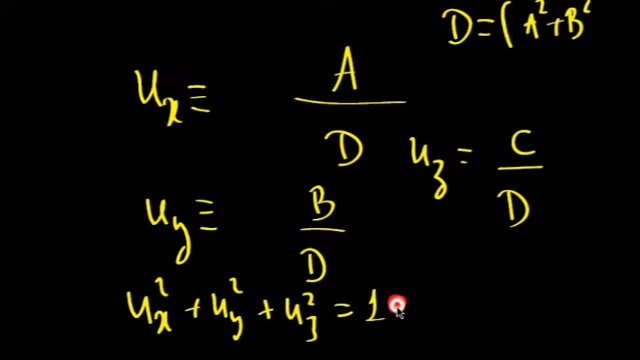 D = (A² + B²
uₓ ≡ A / D
u_z = C / D
u_y ≡ B / D
uₓ² + u_y² + u_z² = 1